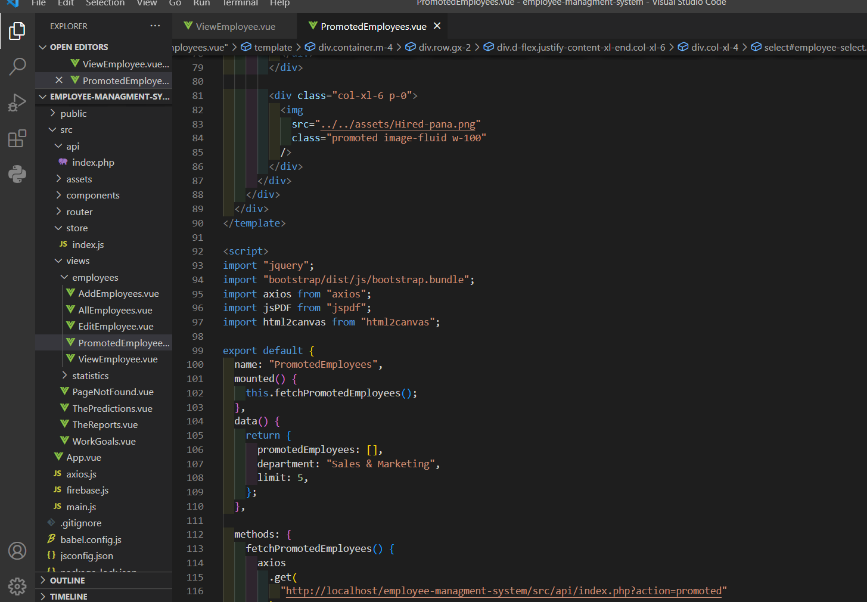 File Edit Selection View Go Run Terminal Help PromotedEmployees.vue - employee-managment-system - Visual Studio Code
EXPLORER ···
OPEN EDITORS
ViewEmployee.vue...
PromotedEmploye...
EMPLOYEE-MANAGMENT-SY...
public
src
api
index.php
assets
components
router
store
JS index.js
views
employees
AddEmployees.vue
AllEmployees.vue
EditEmployee.vue
PromotedEmployee...
ViewEmployee.vue
statistics
PageNotFound.vue
ThePredictions.vue
TheReports.vue
WorkGoals.vue
App.vue
JS axios.js
JS firebase.js
JS main.js
.gitignore
babel.config.js
{} jsconfig.json
OUTLINE
TIMELINE
ViewEmployee.vue PromotedEmployees.vue
mployees.vue" > template > div.container.m-4 > div.row.gx-2 > div.d-flex.justify-content-xl-end.col-xl-6 > div.col-xl-4 > select#employee-select.
79 </div>
80
81 <div class="col-xl-6 p-0">
82 <img
83 src="../../assets/Hired-pana.png"
84 class="promoted image-fluid w-100"
85 />
86 </div>
87 </div>
88 </div>
89 </div>
90 </template>
91
92 <script>
93 import "jquery";
94 import "bootstrap/dist/js/bootstrap.bundle";
95 import axios from "axios";
96 import jsPDF from "jspdf";
97 import html2canvas from "html2canvas";
98
99 export default {
100 name: "PromotedEmployees",
101 mounted() {
102 this.fetchPromotedEmployees();
103 },
104 data() {
105 return {
106 promotedEmployees: [],
107 department: "Sales & Marketing",
108 limit: 5,
109 };
110 },
111
112 methods: {
113 fetchPromotedEmployees() {
114 axios
115 .get(
116 "http://localhost/employee-managment-system/src/api/index.php?action=promoted"